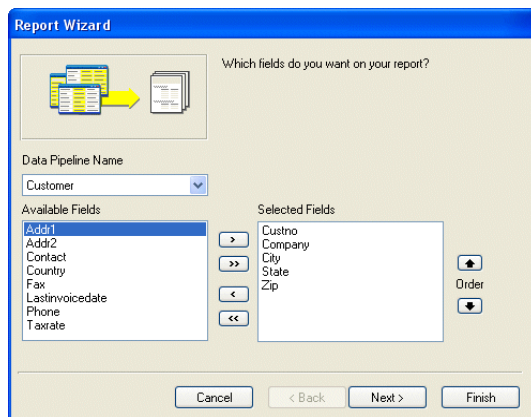 Report Wizard
Which fields do you want on your report?
Data Pipeline Name
Customer
Available Fields
Addr1
Addr2
Contact
Country
Fax
Lastinvoicedate
Phone
Taxrate
>
>>
<
<<
Selected Fields
Custno
Company
City
State
Zip
Order
Cancel
< Back
Next >
Finish